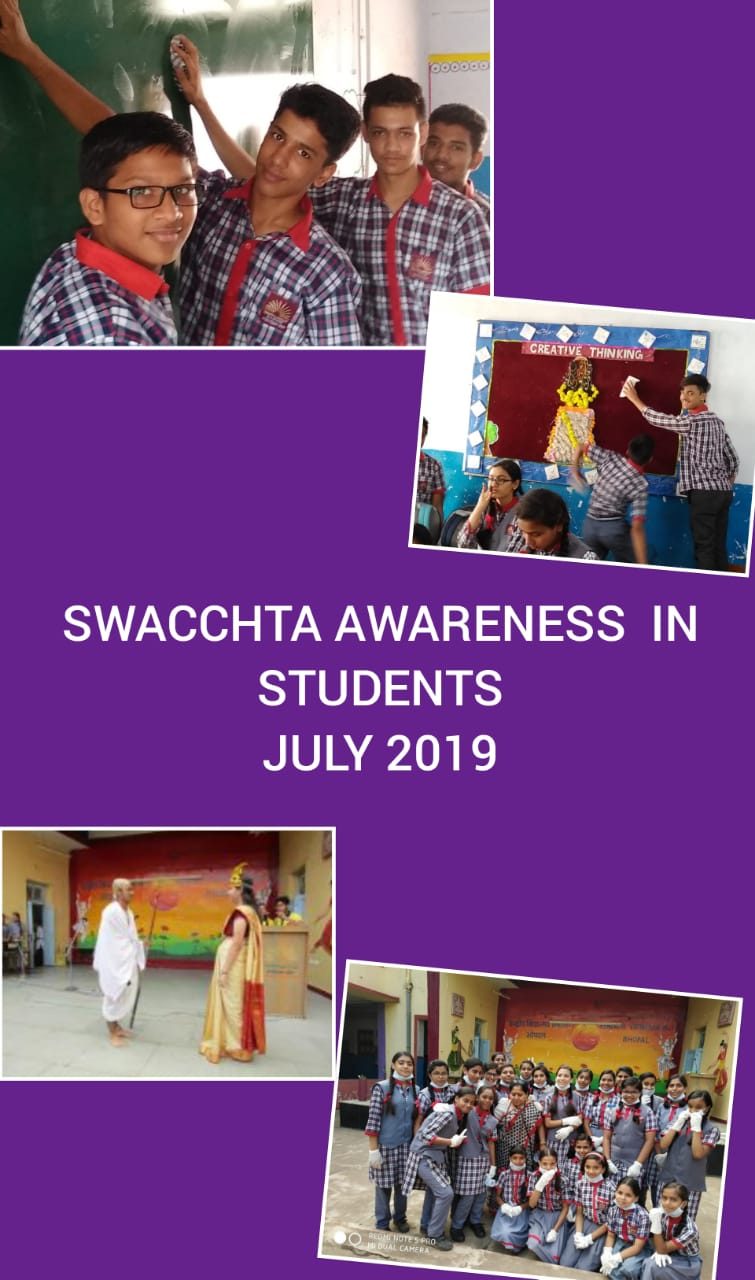 CREATIVE THINKING
SWACCHTA AWARENESS IN
STUDENTS
JULY 2019
भोपाल BHOPAL
REDMI NOTE 5 PRO
MI DUAL CAMERA